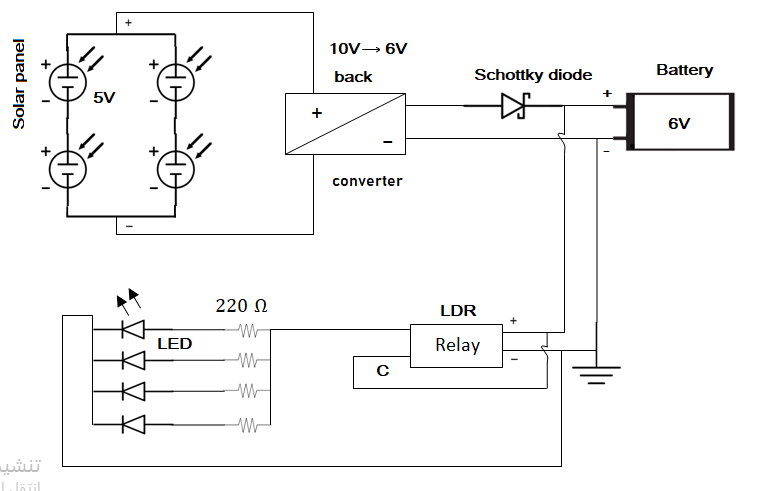 Solar panel
+
10V→ 6V
back
Schottky diode
Battery
+
+
+
-
-
5V
+
-
+
6V
-
+
+
-
-
converter
-
220 Ω
LDR
+
LED
Relay
-
C